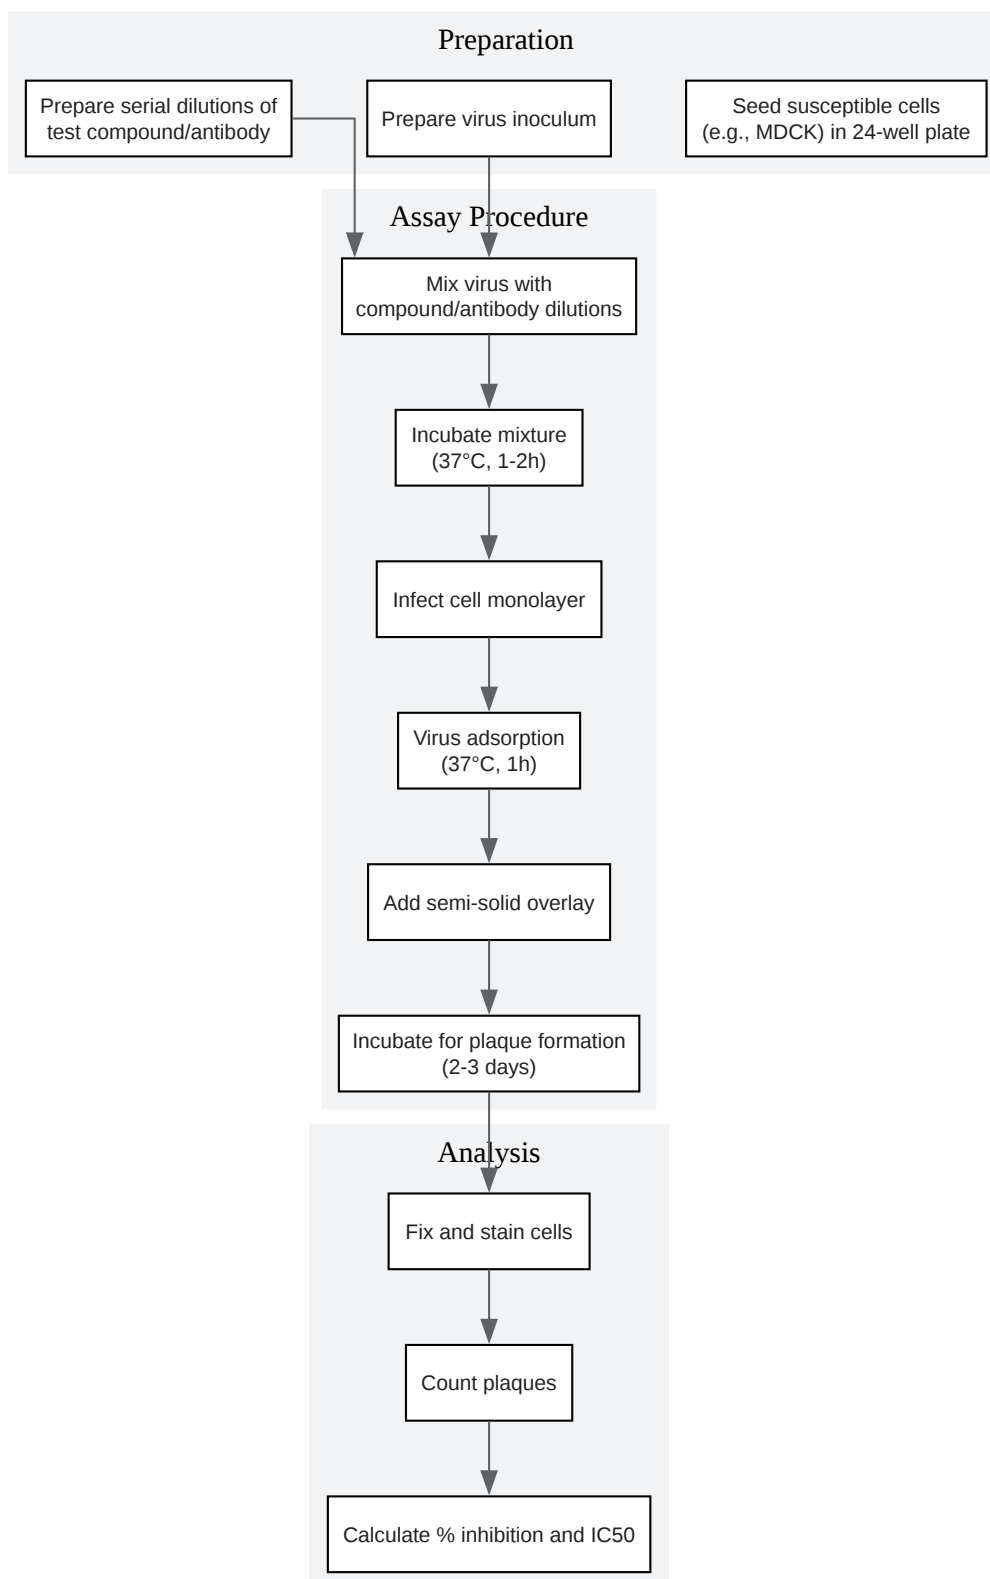 Preparation
Prepare serial dilutions of
test compound/antibody
Prepare virus inoculum
Seed susceptible cells
(e.g., MDCK) in 24-well plate
Assay Procedure
Mix virus with
compound/antibody dilutions
Incubate mixture
(37°C, 1-2h)
Infect cell monolayer
Virus adsorption
(37°C, 1h)
Add semi-solid overlay
Incubate for plaque formation
(2-3 days)
Analysis
Fix and stain cells
Count plaques
Calculate % inhibition and IC50